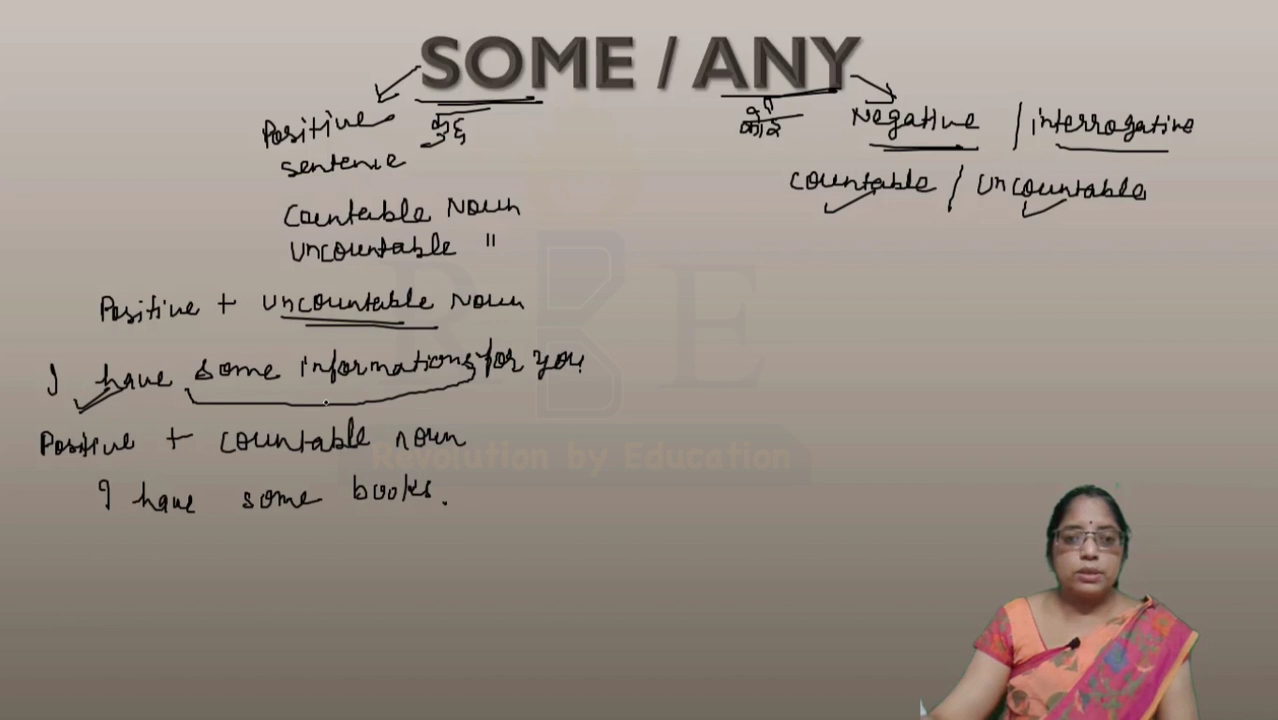 SOME / ANY
Positive
sentence
कुछ
Countable Noun
Uncountable "
Positive + Uncountable Noun
I have some informations for you
Positive + countable noun
I have some books.
Negative / interrogative
countable / Uncountable
R B E
Revolution by Education